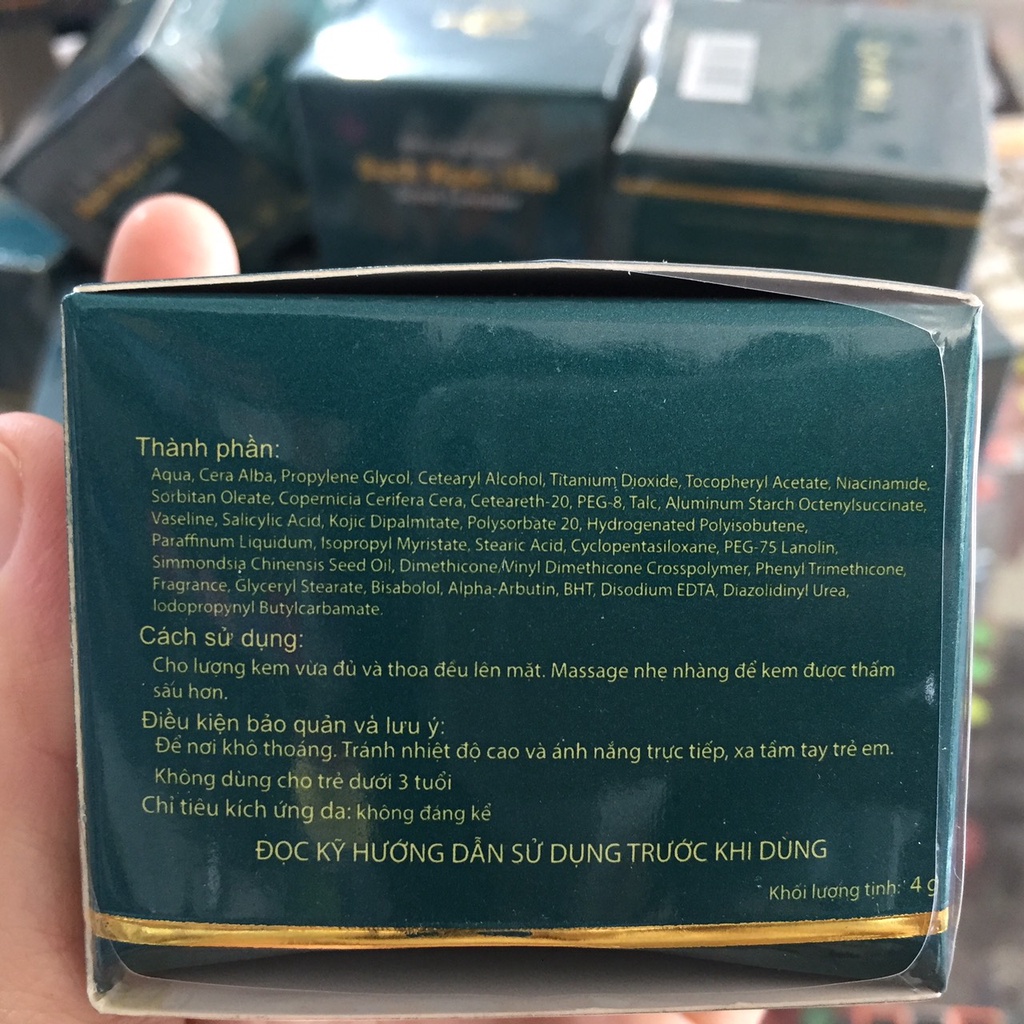 Thành phần:
Aqua, Cera Alba, Propylene Glycol, Cetearyl Alcohol, Titanium Dioxide, Tocopheryl Acetate, Niacinamide,
Sorbitan Oleate, Copernicia Cerifera Cera, Ceteareth-20, PEG-8, Talc, Aluminum Starch Octenylsuccinate,
Vaseline, Salicylic Acid, Kojic Dipalmitate, Polysorbate 20, Hydrogenated Polyisobutene,
Paraffinum Liquidum, Isopropyl Myristate, Stearic Acid, Cyclopentasiloxane, PEG-75 Lanolin,
Simmondsia Chinensis Seed Oil, Dimethicone/Vinyl Dimethicone Crosspolymer, Phenyl Trimethicone,
Fragrance, Glyceryl Stearate, Bisabolol, Alpha-Arbutin, BHT, Disodium EDTA, Diazolidinyl Urea,
Iodopropynyl Butylcarbamate.
Cách sử dụng:
Cho lượng kem vừa đủ và thoa đều lên mặt. Massage nhẹ nhàng để kem được thấm
sâu hơn.
Điều kiện bảo quản và lưu ý:
Để nơi khô thoáng. Tránh nhiệt độ cao và ánh nắng trực tiếp, xa tầm tay trẻ em.
Không dùng cho trẻ dưới 3 tuổi
Chỉ tiêu kích ứng da: không đáng kể
ĐỌC KỸ HƯỚNG DẪN SỬ DỤNG TRƯỚC KHI DÙNG
Khối lượng tịnh: 4 g